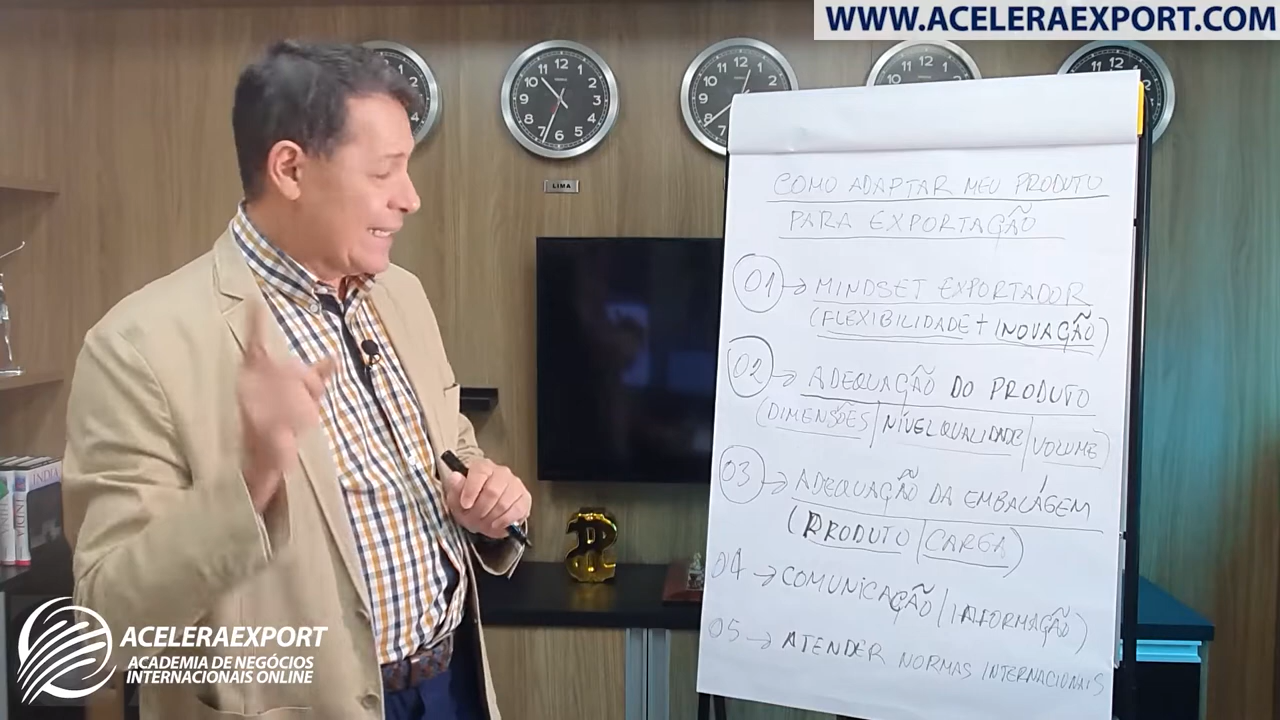 WWW.ACELERAEXPORT.COM
LIMA
COMO ADAPTAR MEU PRODUTO
PARA EXPORTAÇÃO
01 → MINDSET EXPORTADOR
(FLEXIBILIDADE + INOVAÇÃO)
02 → ADEQUAÇÃO DO PRODUTO
(DIMENSÕES | NÍVEL QUALIDADE | VOLUME)
03 → ADEQUAÇÃO DA EMBALÁGEM
(PRODUTO | CARGA)
04 → COMUNICAÇÃO | INFORMAÇÃO)
05 → ATENDER NORMAS INTERNACIONAIS
INDIA
ACELERAEXPORT
ACADEMIA DE NEGÓCIOS
INTERNACIONAIS ONLINE